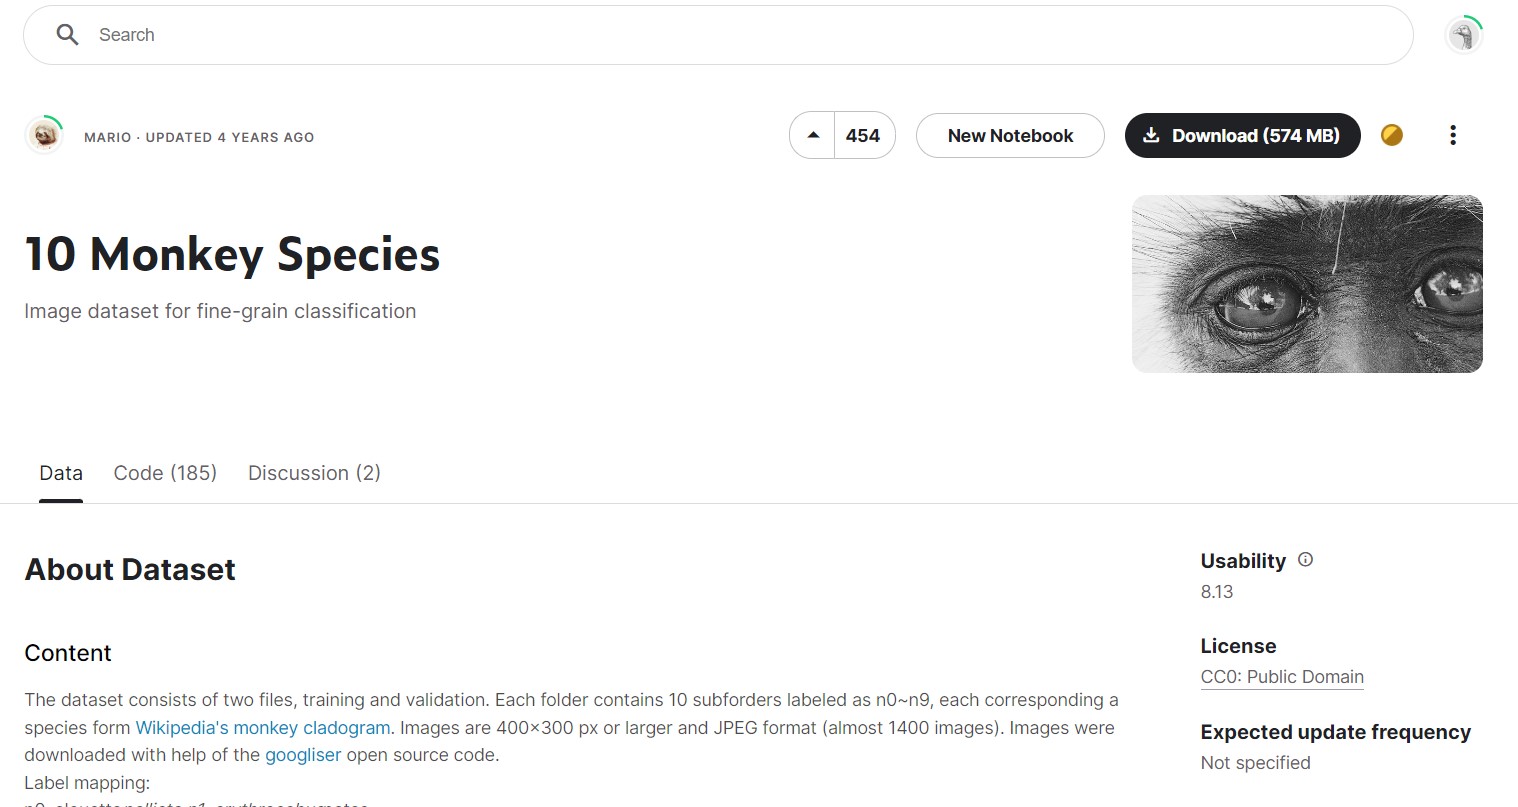 Search
MARIO · UPDATED 4 YEARS AGO
454
New Notebook
Download (574 MB)
10 Monkey Species
Image dataset for fine-grain classification
Data
Code (185)
Discussion (2)
About Dataset
Content
The dataset consists of two files, training and validation. Each folder contains 10 subforders labeled as n0~n9, each corresponding a
species form Wikipedia's monkey cladogram. Images are 400x300 px or larger and JPEG format (almost 1400 images). Images were
downloaded with help of the googliser open source code.
Label mapping:
Usability
8.13
License
CC0: Public Domain
Expected update frequency
Not specified